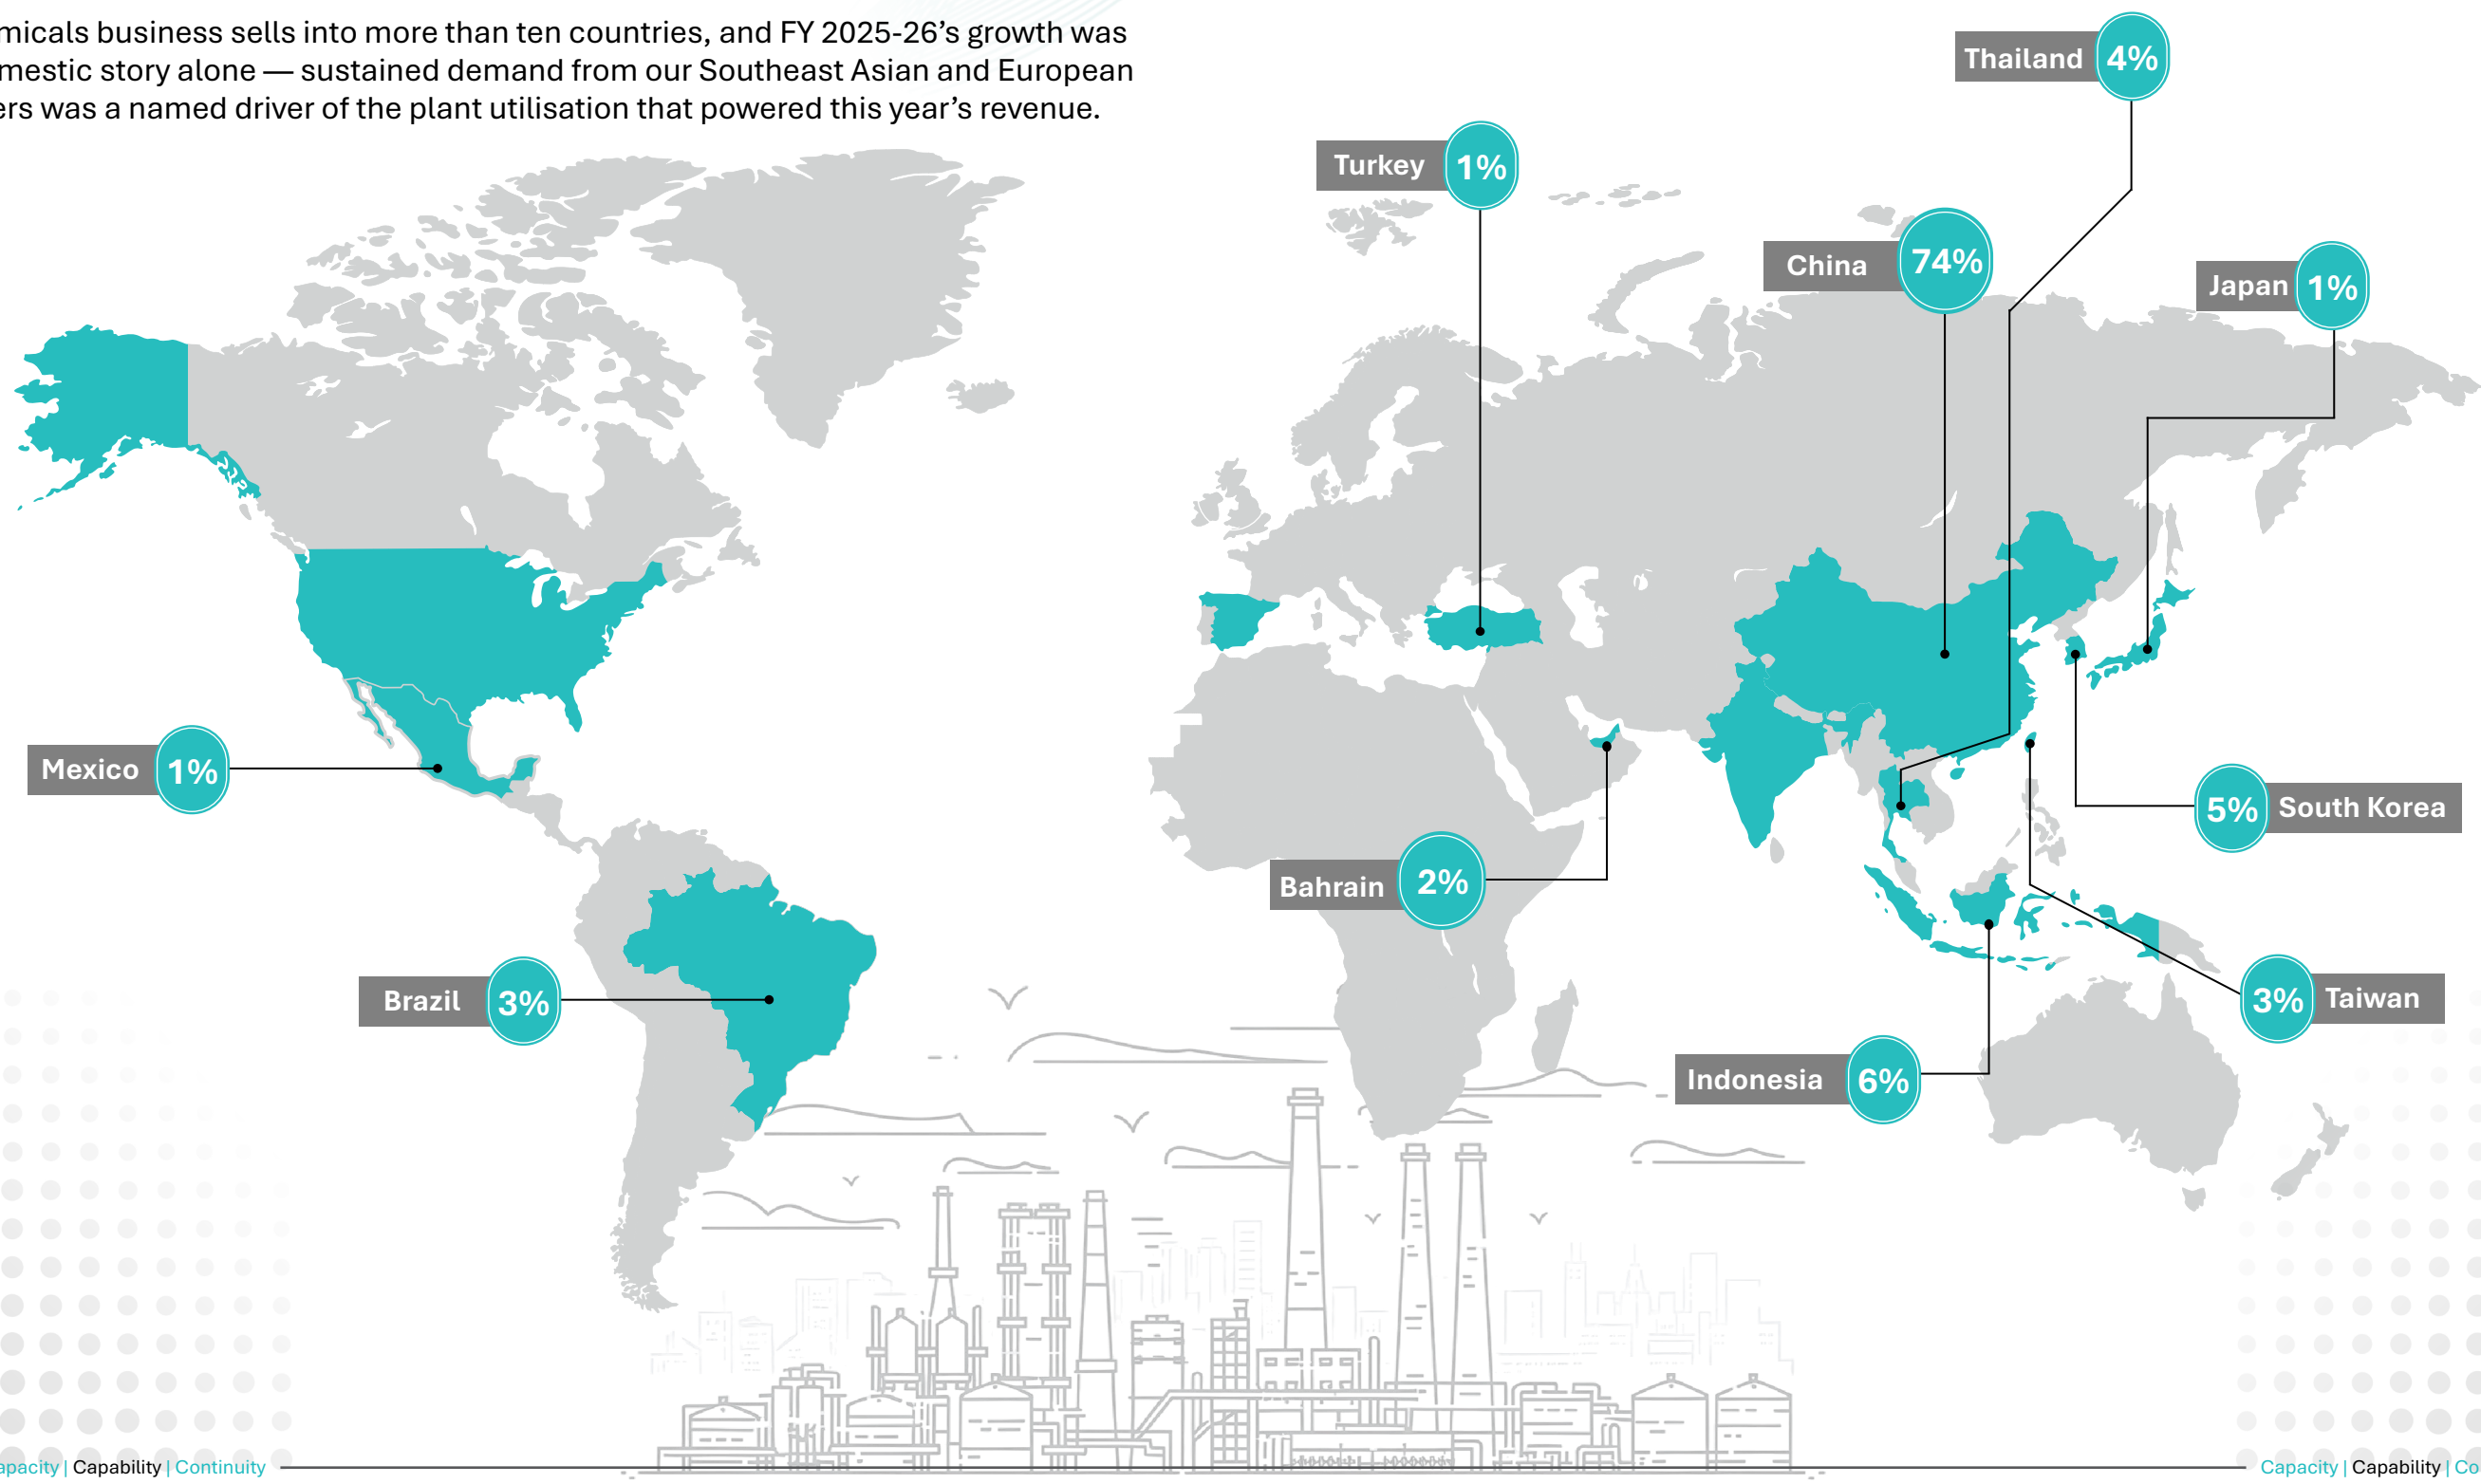 micals business sells into more than ten countries, and FY 2025-26’s growth was
mestic story alone — sustained demand from our Southeast Asian and European
ers was a named driver of the plant utilisation that powered this year’s revenue.
Thailand 4%
Turkey 1%
China 74%
Japan 1%
Mexico 1%
5% South Korea
Bahrain 2%
Brazil 3%
3% Taiwan
Indonesia 6%
apacity | Capability | Continuity
Capacity | Capability | Co